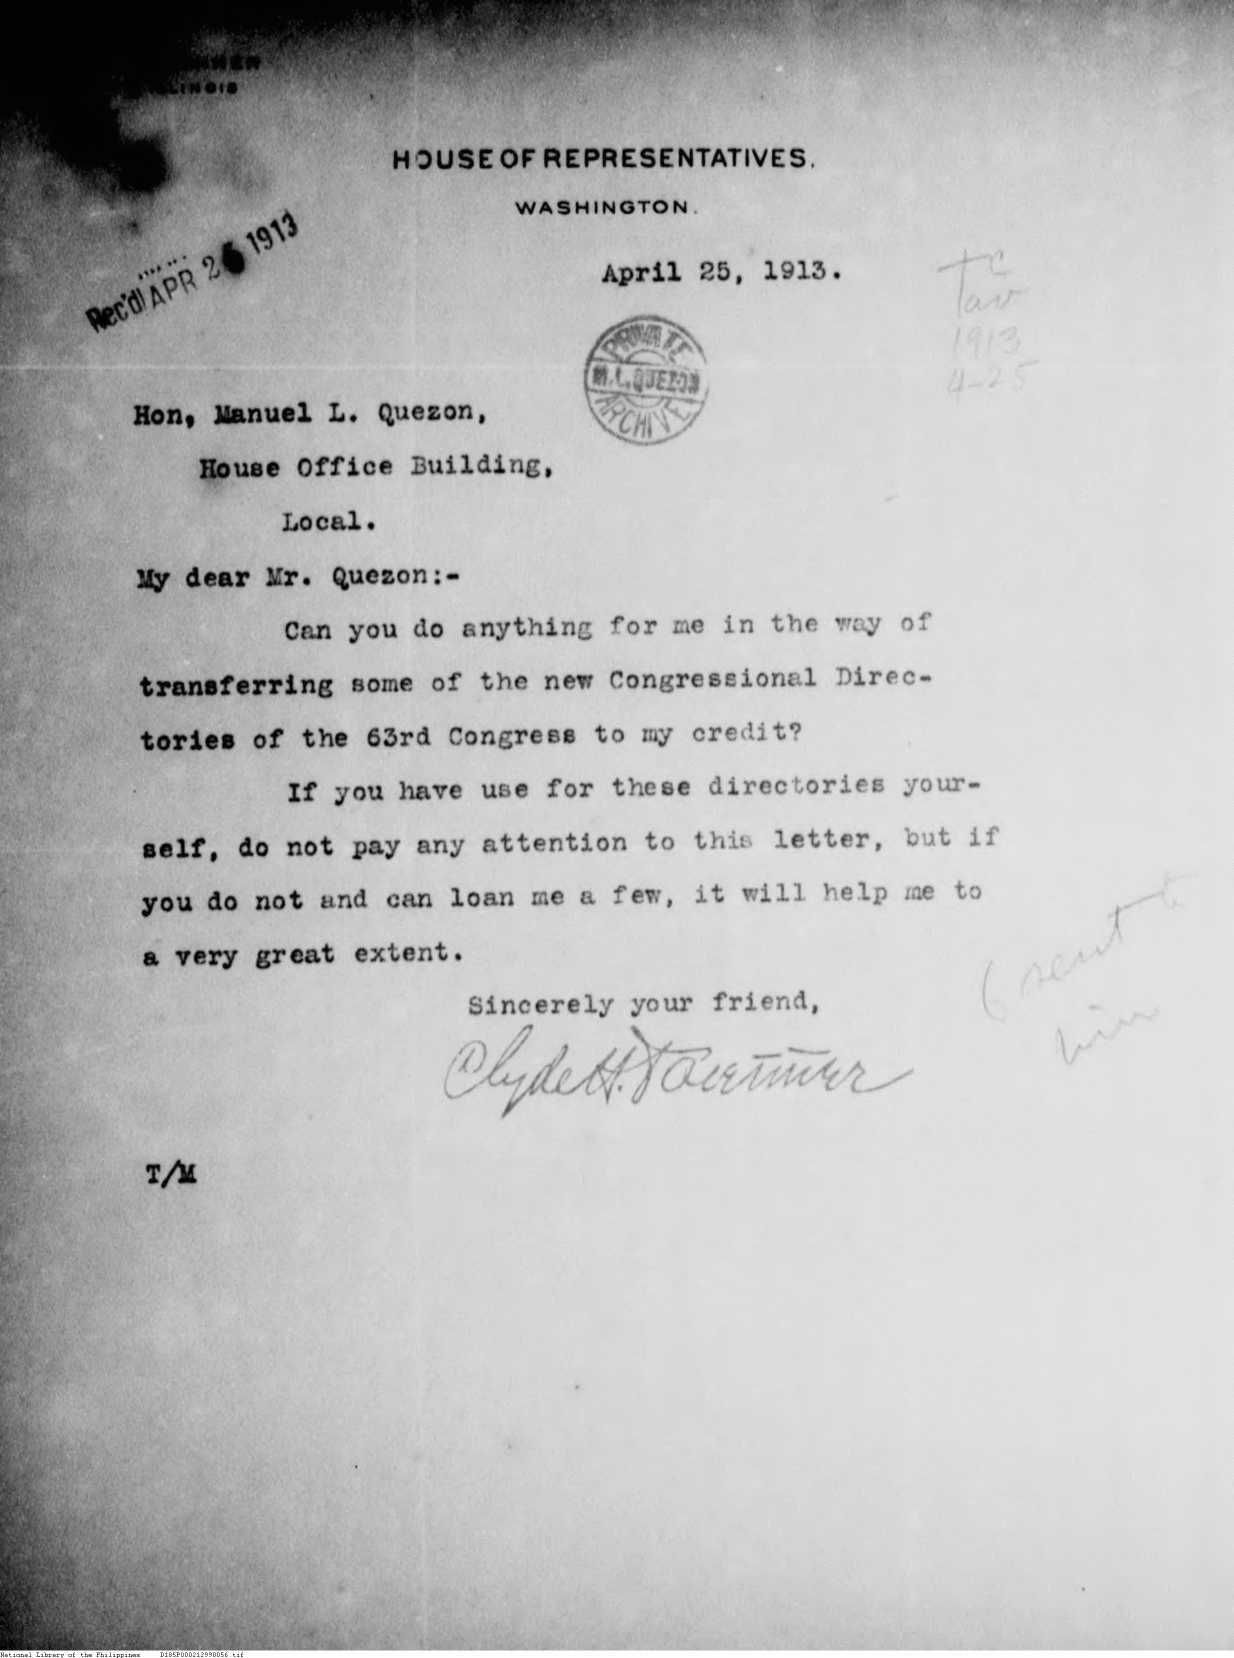 ILLINOIS
HOUSE OF REPRESENTATIVES.
WASHINGTON.
Rec'd APR 26 1913
April 25, 1913.
Tav
1913
4-25
PRIVATE
M.L.QUEZON
ARCHIVE
Hon, Manuel L. Quezon,
House Office Building,
Local.
My dear Mr. Quezon:-
Can you do anything for me in the way of
transferring some of the new Congressional Direc-
tories of the 63rd Congress to my credit?
If you have use for these directories your-
self, do not pay any attention to this letter, but if
you do not and can loan me a few, it will help me to
a very great extent.
Sincerely your friend,
Clyde H. Tavenner
6 sent to
him
T/M
National Library of the Philippines D185P000212998056.tif